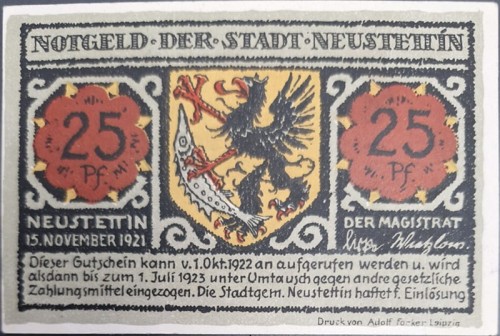 NOTGELD · DER · STADT · NEUSTETTIN
25 Pf.
25 Pf.
NEUSTETTIN
15. NOVEMBER 1921
DER MAGISTRAT
Dieser Gutschein kann v. 1. Okt. 1922 an aufgerufen werden u. wird
alsdann bis zum 1. Juli 1923 unter Umtausch gegen andre gesetzliche
Zahlungsmittel eingezogen. Die Stadtgem. Neustettin haftet f. Einlösung
Druck von Adolf Forker Leipzig